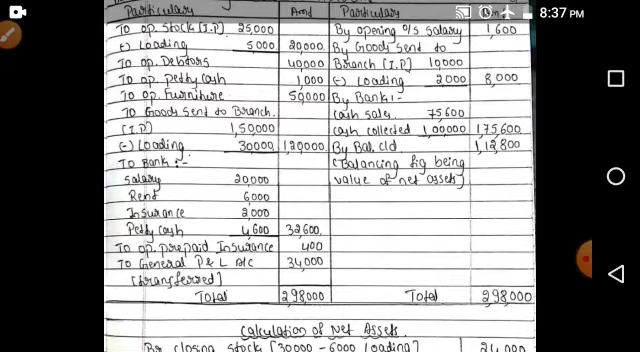 8:37 PM
Particulars Amt Particulars
To op. Stock [I.P] 25,000 By opening o/s salary 1,600
(-) Loading 5,000 20,000 By Goods sent to
To op. Debtors 40,000 Branch [I.P] 10,000
To op. Petty cash 1,000 (-) Loading 2,000 8,000
To op. Furniture 50,000 By Bank:-
To Goods sent to Branch. cash sales 75,600
[I.P] 1,50,000 cash collected 1,00,000 1,75,600
(-) Loading 30,000 1,20,000 By Bal. c/d 1,12,800
To Bank :- (Balancing fig being
Salary 20,000 value of net assets)
Rent 6,000
Insurance 2,000
Petty cash 4,600 32,600
To op. prepaid Insurance 400
To General P & L A/c 34,000
[transferred]
Total 298,000 Total 298,000
Calculation of Net Assets.
By closing stock [30000 - 6000 loading] 24,000